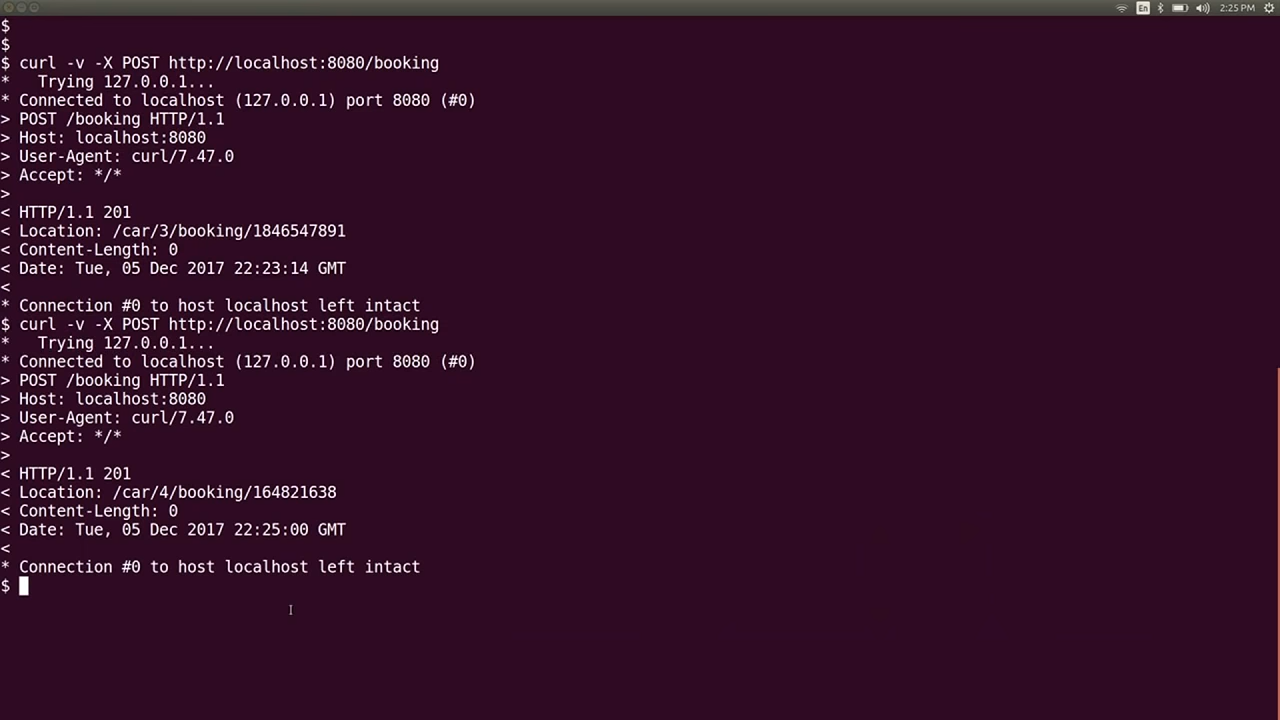 En 2:25 PM
$
$
$ curl -v -X POST http://localhost:8080/booking
*   Trying 127.0.0.1...
* Connected to localhost (127.0.0.1) port 8080 (#0)
> POST /booking HTTP/1.1
> Host: localhost:8080
> User-Agent: curl/7.47.0
> Accept: */*
>
< HTTP/1.1 201
< Location: /car/3/booking/1846547891
< Content-Length: 0
< Date: Tue, 05 Dec 2017 22:23:14 GMT
<
* Connection #0 to host localhost left intact
$ curl -v -X POST http://localhost:8080/booking
*   Trying 127.0.0.1...
* Connected to localhost (127.0.0.1) port 8080 (#0)
> POST /booking HTTP/1.1
> Host: localhost:8080
> User-Agent: curl/7.47.0
> Accept: */*
>
< HTTP/1.1 201
< Location: /car/4/booking/164821638
< Content-Length: 0
< Date: Tue, 05 Dec 2017 22:25:00 GMT
<
* Connection #0 to host localhost left intact
$